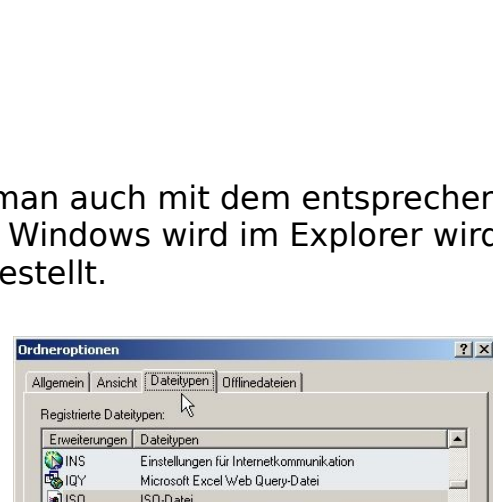 man auch mit dem entsprechen
Windows wird im Explorer wird
estellt.
Ordneroptionen
Allgemein Ansicht Dateitypen Offlinedateien
Registrierte Dateitypen:
Erweiterungen Dateitypen
INS Einstellungen für Internetkommunikation
IQY Microsoft Excel Web Query-Datei
ISO ISO-Datei